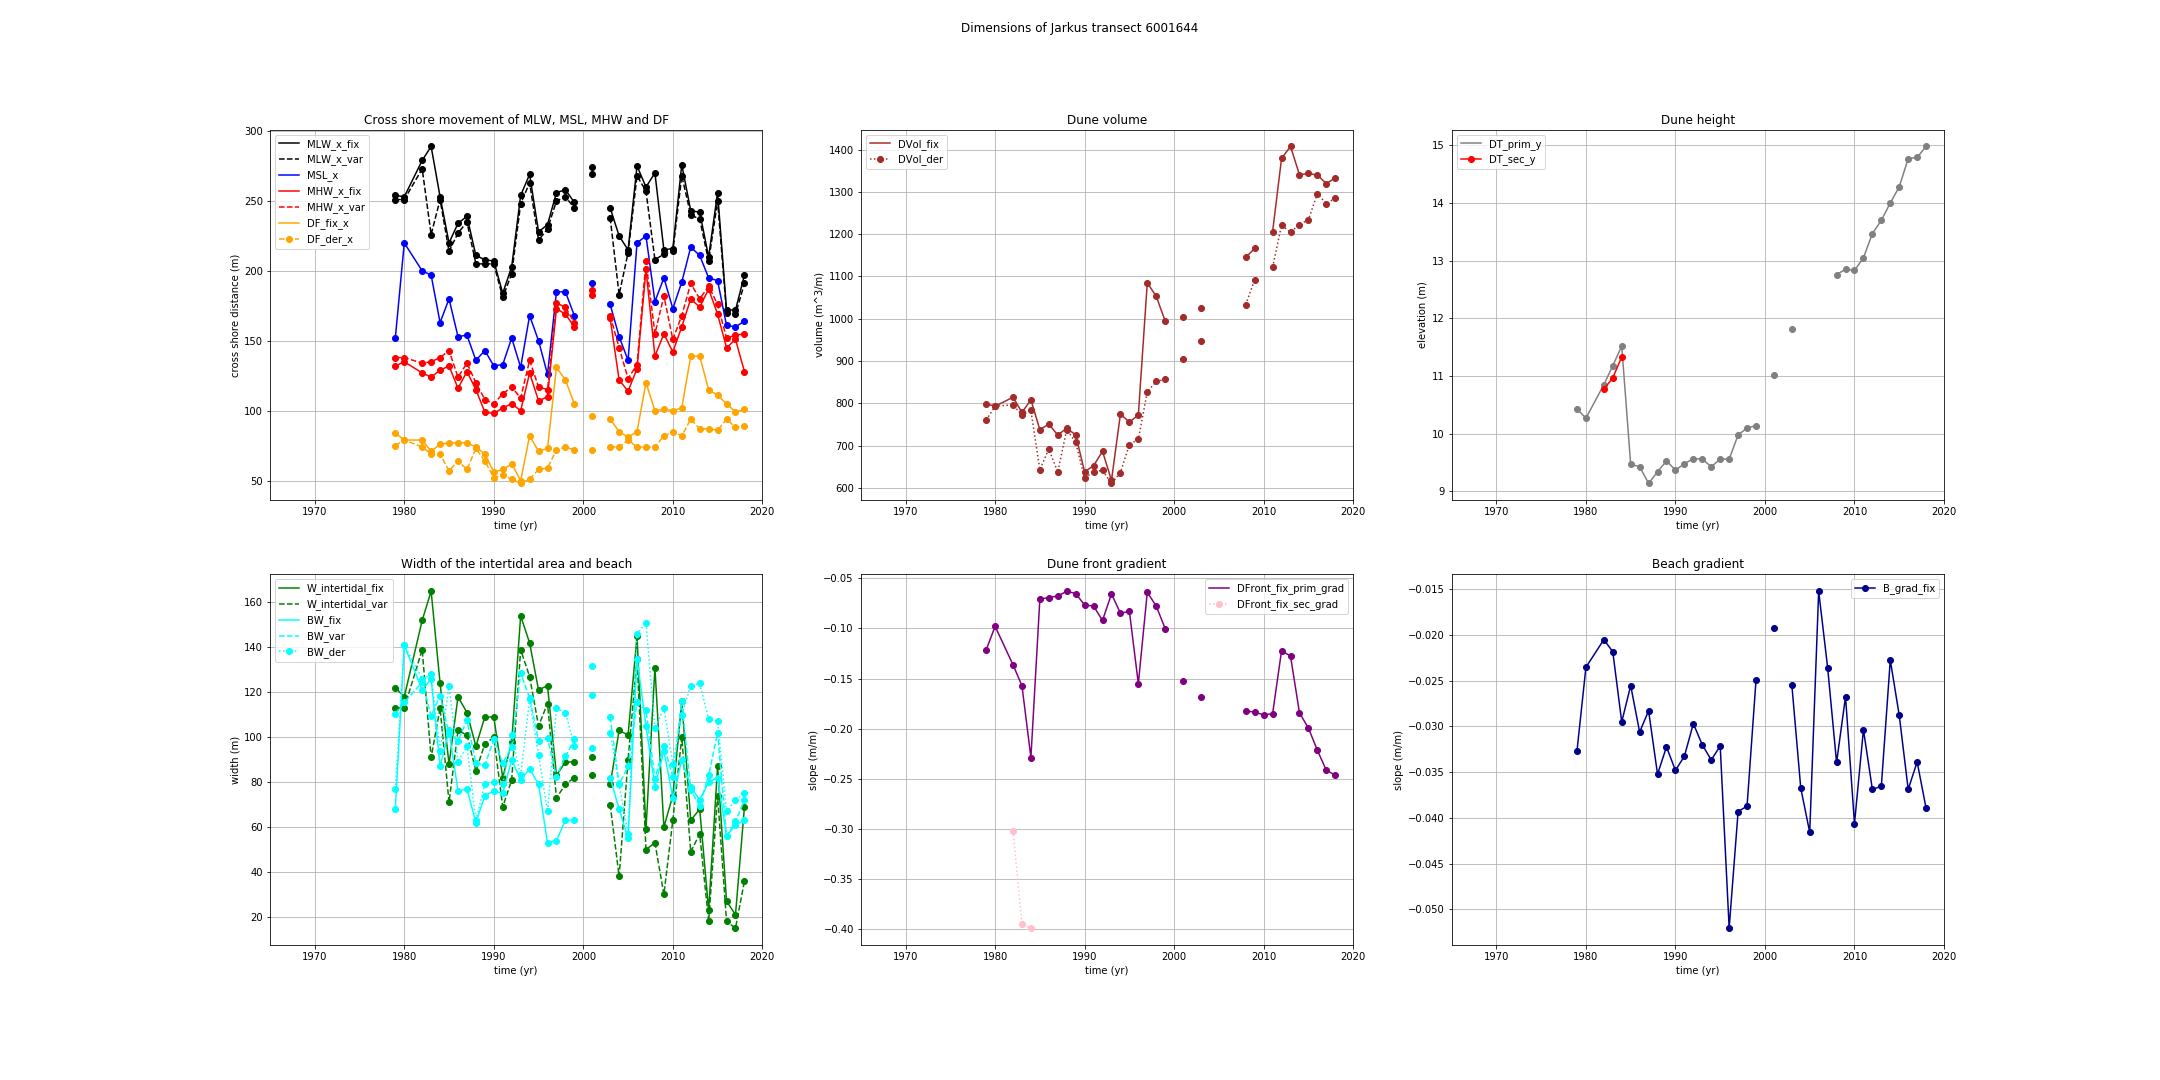 Dimensions of Jarkus transect 6001644
Cross shore movement of MLW, MSL, MHW and DF
MLW_x_fix
MLW_x_var
MSL_x
MHW_x_fix
MHW_x_var
DF_fix_x
DF_der_x
cross shore distance (m)
300
250
200
150
100
50
1970 1980 1990 2000 2010 2020
time (yr)
Dune volume
DVol_fix
DVol_der
volume (m^3/m)
1400
1300
1200
1100
1000
900
800
700
600
1970 1980 1990 2000 2010 2020
time (yr)
Dune height
DT_prim_y
DT_sec_y
elevation (m)
15
14
13
12
11
10
9
1970 1980 1990 2000 2010 2020
time (yr)
Width of the intertidal area and beach
W_intertidal_fix
W_intertidal_var
BW_fix
BW_var
BW_der
width (m)
160
140
120
100
80
60
40
20
1970 1980 1990 2000 2010 2020
time (yr)
Dune front gradient
DFront_fix_prim_grad
DFront_fix_sec_grad
slope (m/m)
−0.05
−0.10
−0.15
−0.20
−0.25
−0.30
−0.35
−0.40
1970 1980 1990 2000 2010 2020
time (yr)
Beach gradient
B_grad_fix
slope (m/m)
−0.015
−0.020
−0.025
−0.030
−0.035
−0.040
−0.045
−0.050
1970 1980 1990 2000 2010 2020
time (yr)